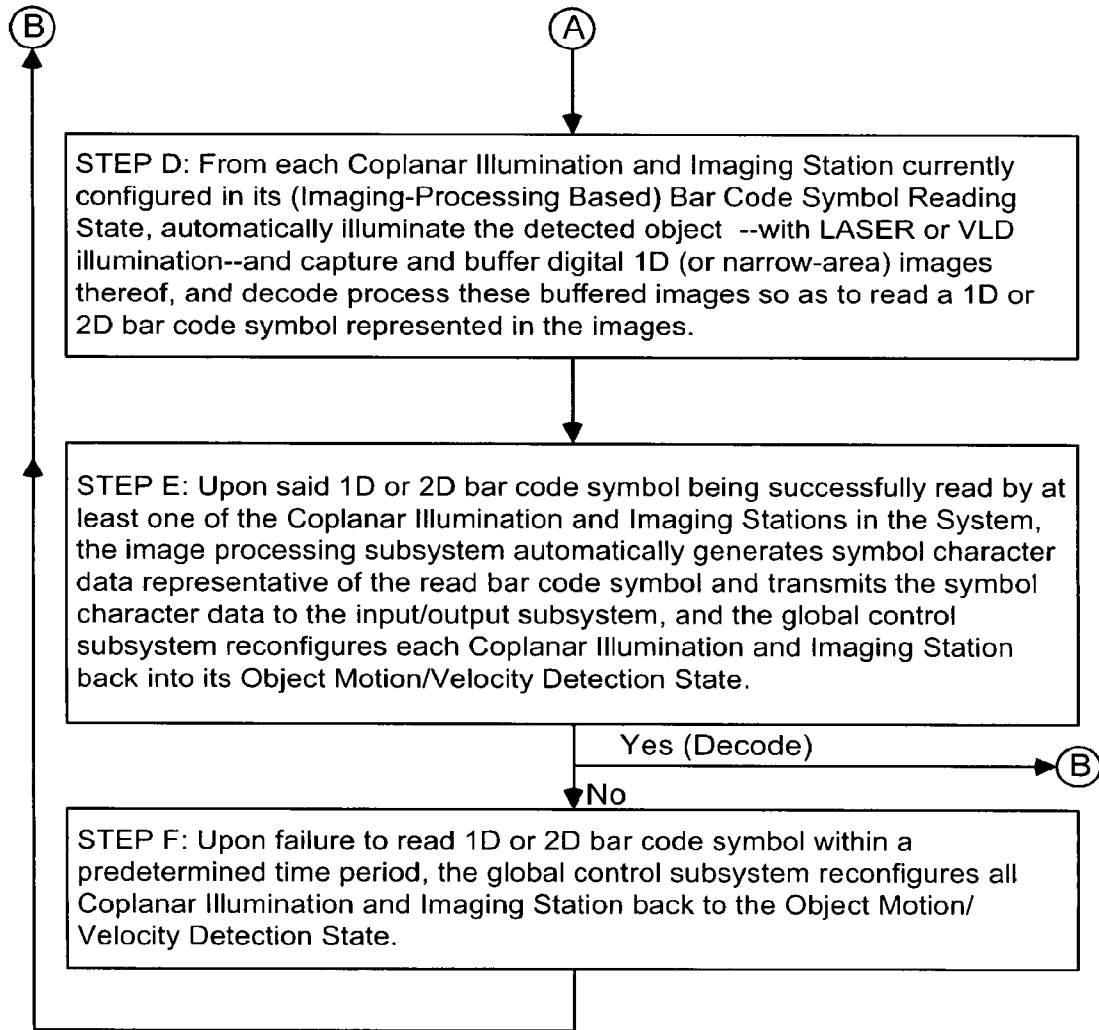 B
A
STEP D: From each Coplanar Illumination and Imaging Station currently
configured in its (Imaging-Processing Based) Bar Code Symbol Reading
State, automatically illuminate the detected object --with LASER or VLD
illumination--and capture and buffer digital 1D (or narrow-area) images
thereof, and decode process these buffered images so as to read a 1D or
2D bar code symbol represented in the images.
STEP E: Upon said 1D or 2D bar code symbol being successfully read by at
least one of the Coplanar Illumination and Imaging Stations in the System,
the image processing subsystem automatically generates symbol character
data representative of the read bar code symbol and transmits the symbol
character data to the input/output subsystem, and the global control
subsystem reconfigures each Coplanar Illumination and Imaging Station
back into its Object Motion/Velocity Detection State.
Yes (Decode)
B
No
STEP F: Upon failure to read 1D or 2D bar code symbol within a
predetermined time period, the global control subsystem reconfigures all
Coplanar Illumination and Imaging Station back to the Object Motion/
Velocity Detection State.